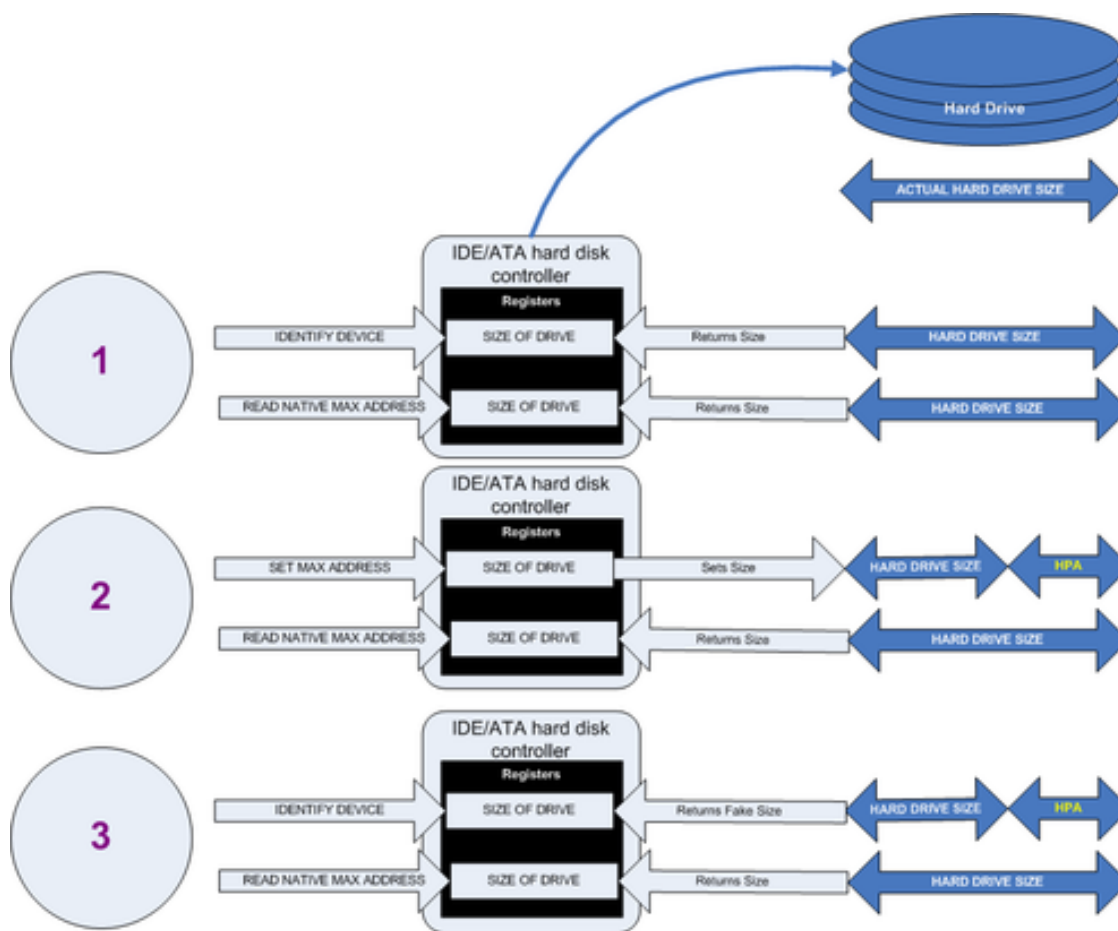 Hard Drive
ACTUAL HARD DRIVE SIZE
IDE/ATA hard disk
controller
Registers
1
IDENTIFY DEVICE
SIZE OF DRIVE
Returns Size
HARD DRIVE SIZE
READ NATIVE MAX ADDRESS
SIZE OF DRIVE
Returns Size
HARD DRIVE SIZE
IDE/ATA hard disk
controller
Registers
2
SET MAX ADDRESS
SIZE OF DRIVE
Sets Size
HARD DRIVE SIZE
HPA
READ NATIVE MAX ADDRESS
SIZE OF DRIVE
Returns Size
HARD DRIVE SIZE
IDE/ATA hard disk
controller
Registers
3
IDENTIFY DEVICE
SIZE OF DRIVE
Returns Fake Size
HARD DRIVE SIZE
HPA
READ NATIVE MAX ADDRESS
SIZE OF DRIVE
Returns Size
HARD DRIVE SIZE